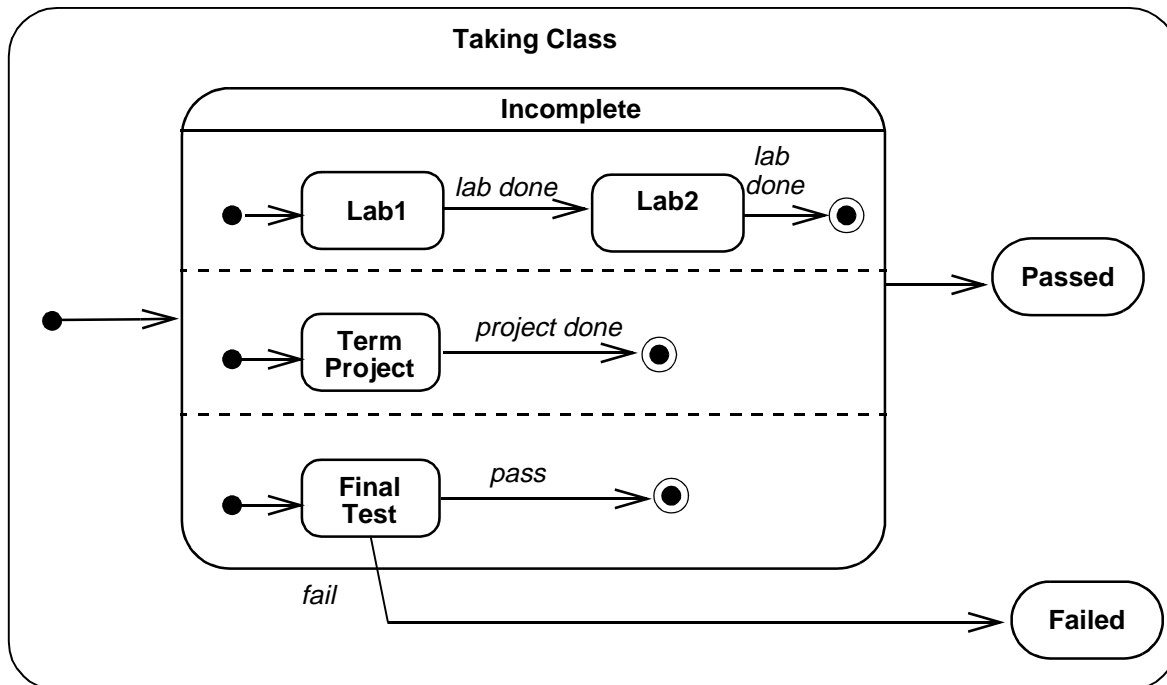 Taking Class
Incomplete
lab
done
lab done
Lab1
Lab2
Passed
Term
Project
project done
Final
Test
pass
fail
Failed